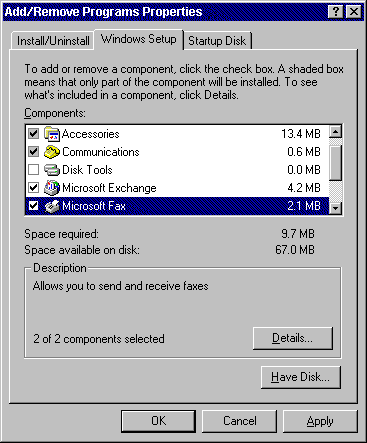 Add/Remove Programs Properties
Install/Uninstall Windows Setup Startup Disk
To add or remove a component, click the check box. A shaded box
means that only part of the component will be installed. To see
what's included in a component, click Details.
Components:
Accessories 13.4 MB
Communications 0.6 MB
Disk Tools 0.0 MB
Microsoft Exchange 4.2 MB
Microsoft Fax 2.1 MB
Space required: 9.7 MB
Space available on disk: 67.0 MB
Description
Allows you to send and receive faxes
2 of 2 components selected
Details...
Have Disk...
OK Cancel Apply